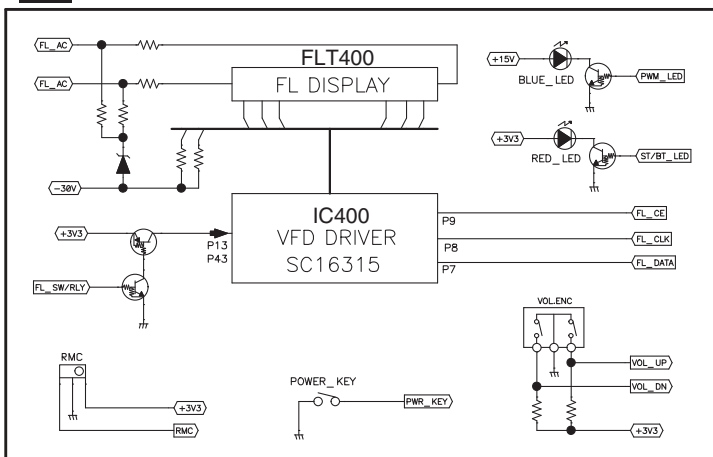 FL_AC
FLT400
FL DISPLAY
FL_AC
+15V
BLUE_LED
PWM_LED
+3V3
RED_LED
ST/BT_LED
-30V
IC400
VFD DRIVER
SC16315
P9
FL_CE
P8
FL_CLK
P7
FL_DATA
+3V3
P13
P43
FL_SW/RLY
VOL.ENC
VOL_UP
VOL_DN
+3V3
RMC
+3V3
RMC
POWER_KEY
PWR_KEY